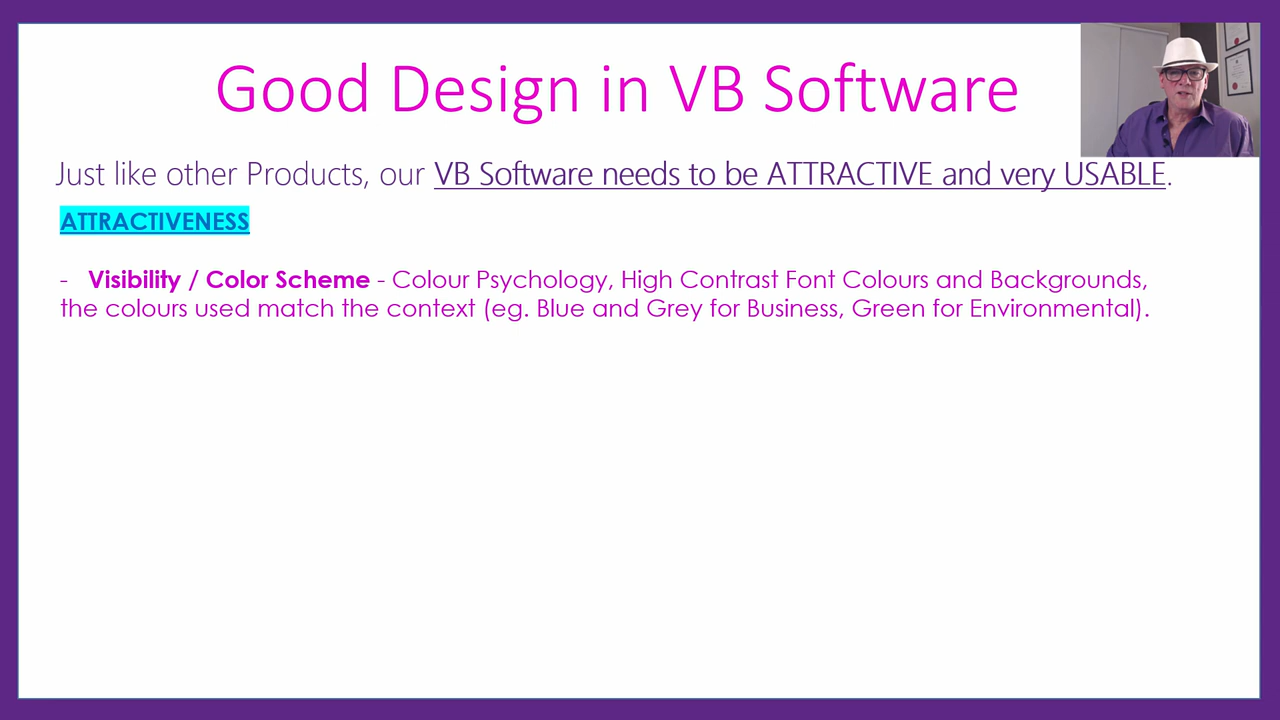 Good Design in VB Software
Just like other Products, our VB Software needs to be ATTRACTIVE and very USABLE.
ATTRACTIVENESS
- Visibility / Color Scheme - Colour Psychology, High Contrast Font Colours and Backgrounds,
the colours used match the context (eg. Blue and Grey for Business, Green for Environmental).